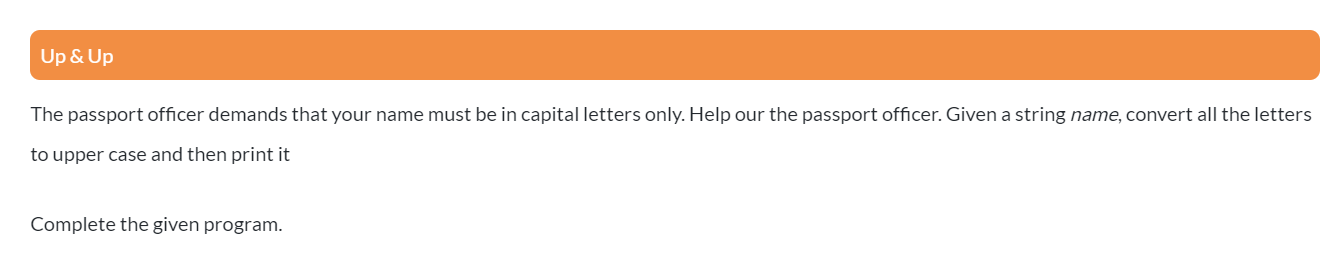 Up & Up
The passport officer demands that your name must be in capital letters only. Help our the passport officer. Given a string name, convert all the letters
to upper case and then print it
Complete the given program.